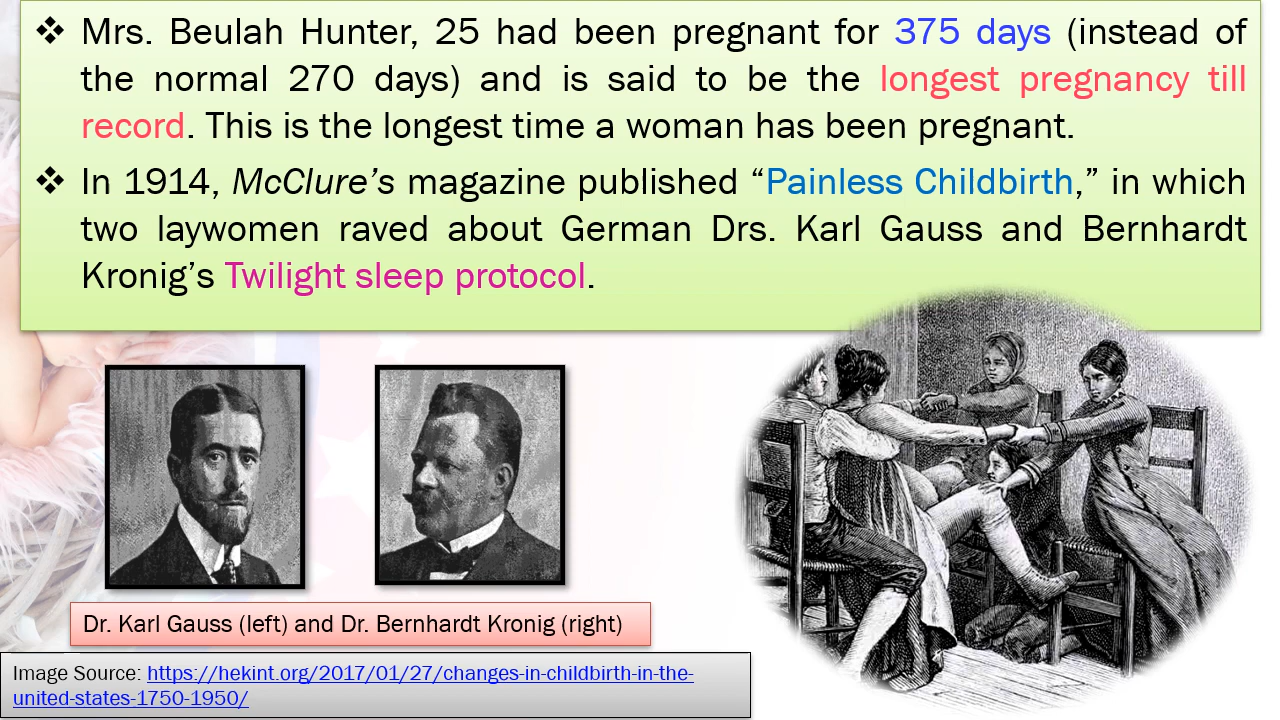 ❖ Mrs. Beulah Hunter, 25 had been pregnant for 375 days (instead of
the normal 270 days) and is said to be the longest pregnancy till
record. This is the longest time a woman has been pregnant.
❖ In 1914, McClure’s magazine published “Painless Childbirth,” in which
two laywomen raved about German Drs. Karl Gauss and Bernhardt
Kronig’s Twilight sleep protocol.
Dr. Karl Gauss (left) and Dr. Bernhardt Kronig (right)
Image Source: https://hekint.org/2017/01/27/changes-in-childbirth-in-the-
united-states-1750-1950/